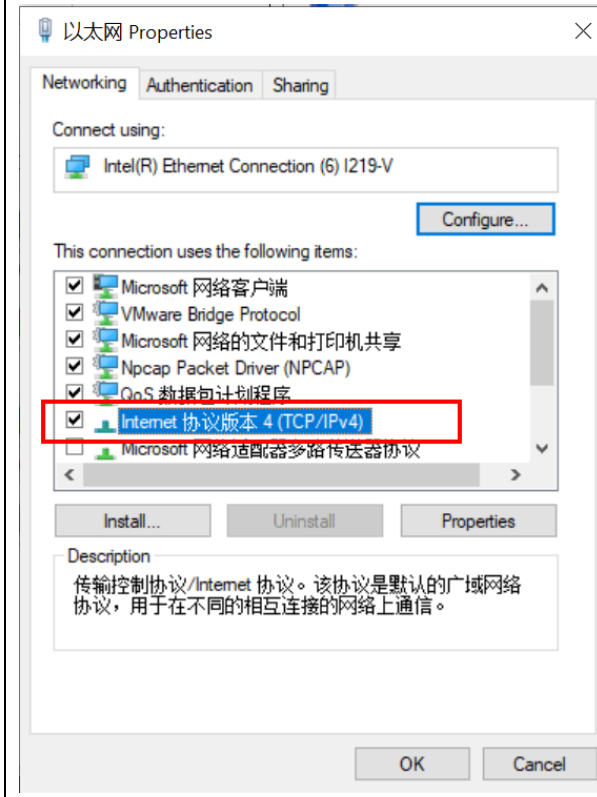 以太网 Properties
Networking Authentication Sharing
Connect using:
Intel(R) Ethernet Connection (6) I219-V
Configure...
This connection uses the following items:
Microsoft 网络客户端
VMware Bridge Protocol
Microsoft 网络的文件和打印机共享
Npcap Packet Driver (NPCAP)
QoS 数据包计划程序
Internet 协议版本 4 (TCP/IPv4)
Microsoft 网络适配器多路传送器协议
Install... Uninstall Properties
Description
传输控制协议/Internet 协议。该协议是默认的广域网络
协议，用于在不同的相互连接的网络上通信。
OK Cancel